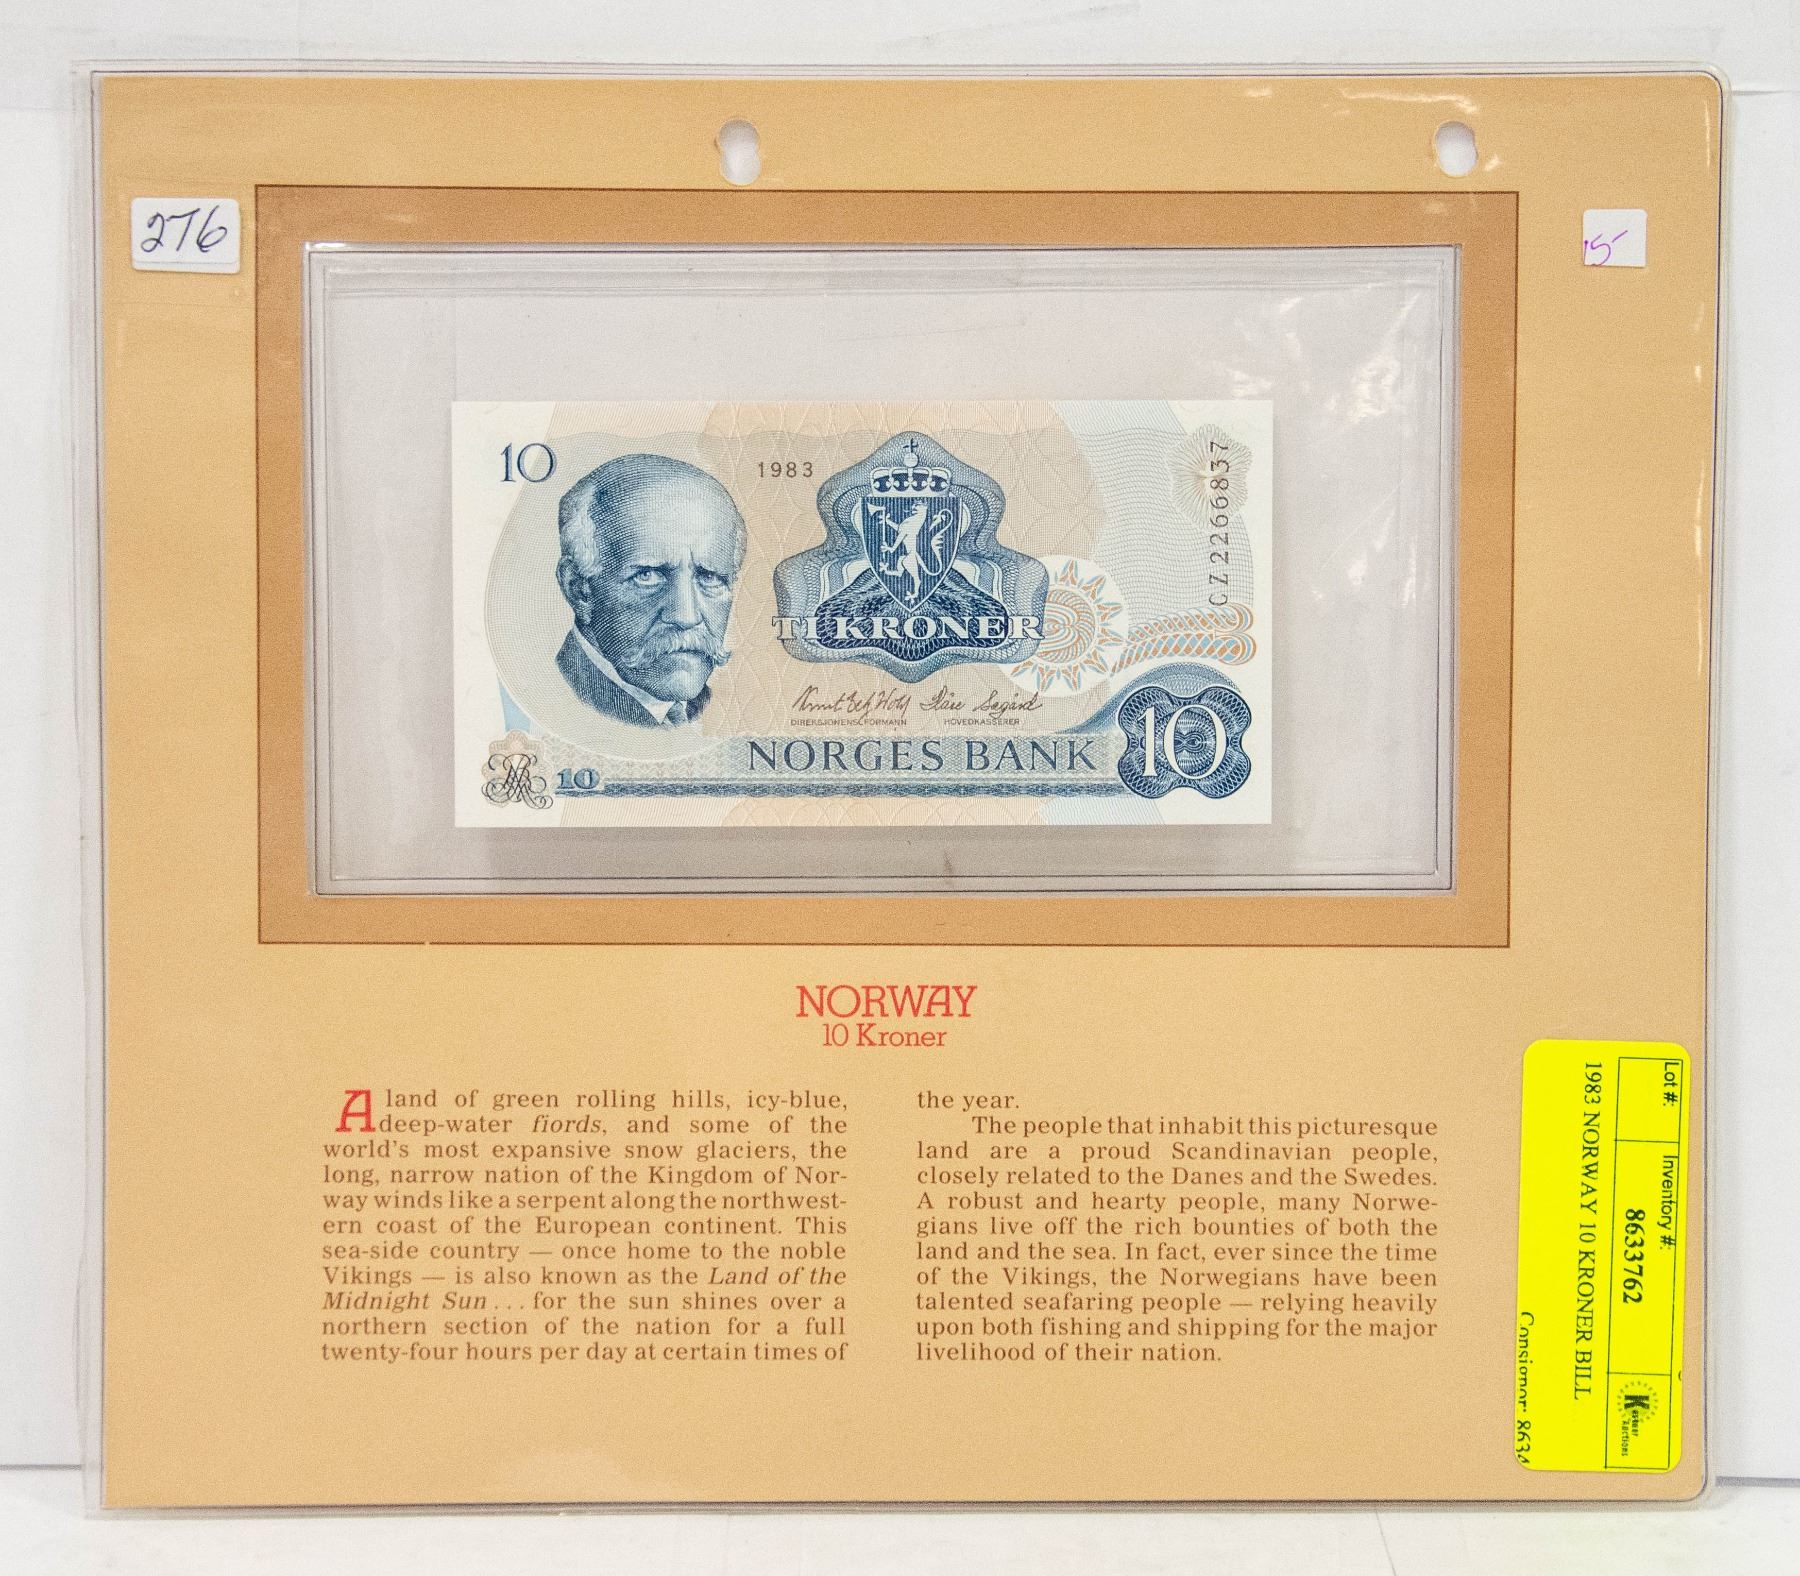 276
15-
10
1983
CZ2266837
TI KRONER
Knut Getz Wold
DIREKSJONENS FORMANN
HOVEDKASSERER
NORGES BANK
10
10
NORWAY
10 Kroner
A land of green rolling hills, icy-blue,
deep-water fiords, and some of the
world's most expansive snow glaciers, the
long, narrow nation of the Kingdom of Nor-
way winds like a serpent along the northwest-
ern coast of the European continent. This
sea-side country — once home to the noble
Vikings — is also known as the Land of the
Midnight Sun... for the sun shines over a
northern section of the nation for a full
twenty-four hours per day at certain times of
the year.
The people that inhabit this picturesque
land are a proud Scandinavian people,
closely related to the Danes and the Swedes.
A robust and hearty people, many Norwe-
gians live off the rich bounties of both the
land and the sea. In fact, ever since the time
of the Vikings, the Norwegians have been
talented seafaring people — relying heavily
upon both fishing and shipping for the major
livelihood of their nation.
Lot #:
Inventory #:
8633762
Kastner Auctions
1983 NORWAY 10 KRONER BILL
Consignor: 8634